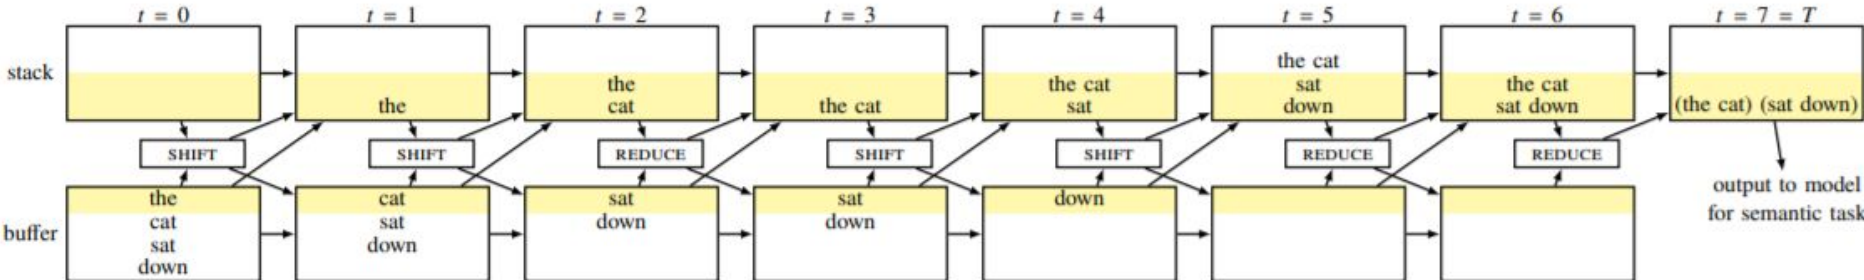 t = 0 t = 1 t = 2 t = 3 t = 4 t = 5 t = 6 t = 7 = T
stack
the
the
cat
the cat
the cat
sat
the cat
sat
down
the cat
sat down
(the cat) (sat down)
SHIFT SHIFT REDUCE SHIFT SHIFT REDUCE REDUCE
buffer
the
cat
sat
down
cat
sat
down
sat
down
sat
down
down
output to model
for semantic task